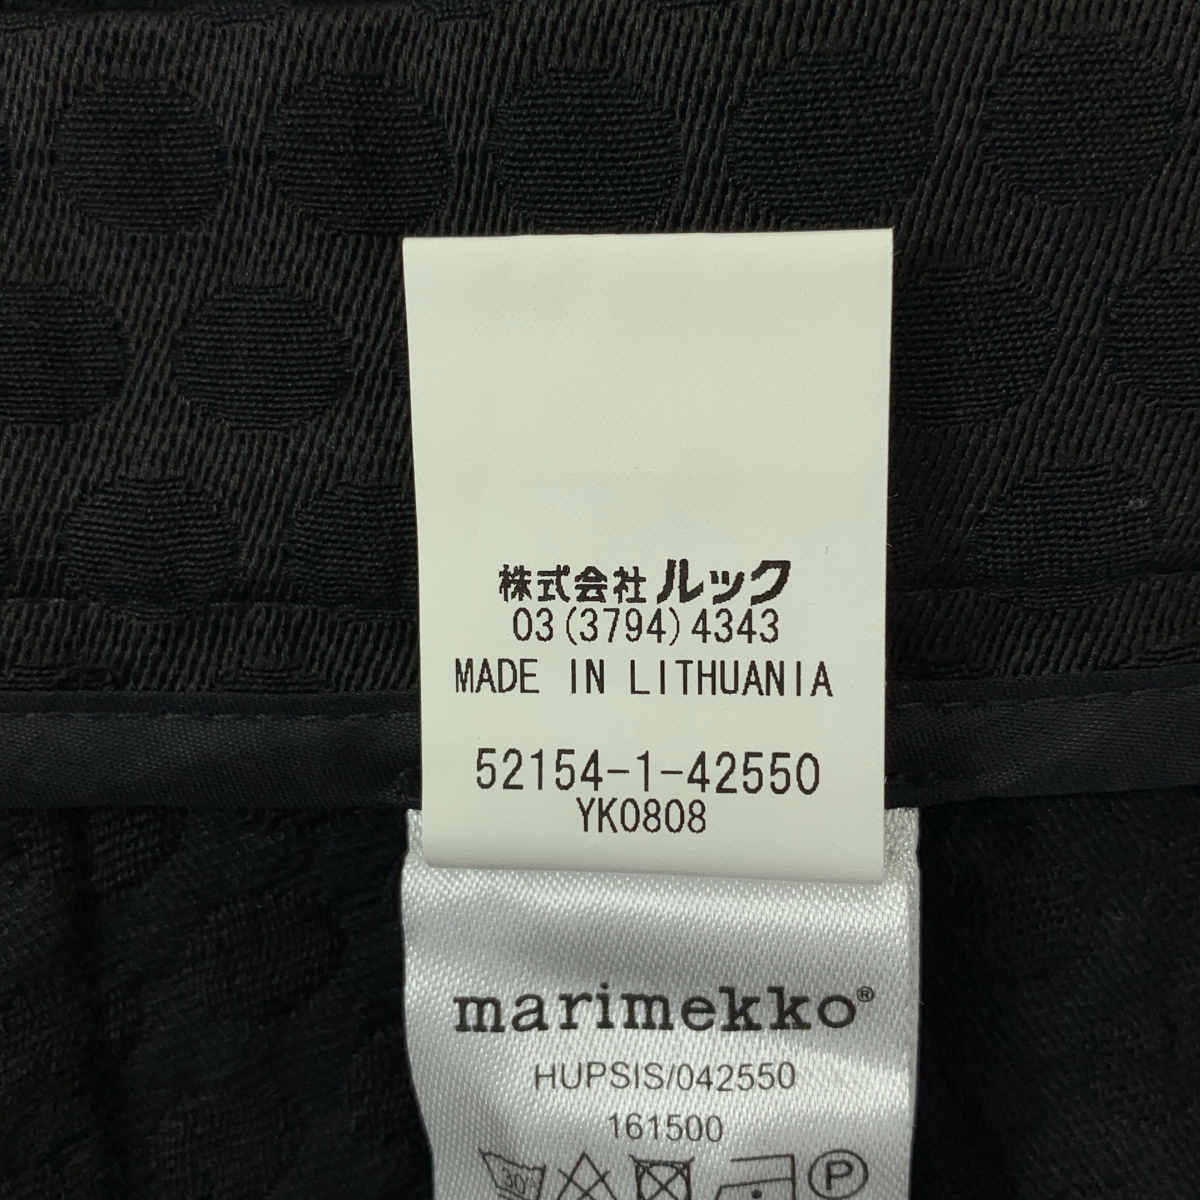 株式会社ルック
03(3794)4343
MADE IN LITHUANIA
52154-1-42550
YK0808
marimekko®
HUPSIS/042550
161500
30°
P